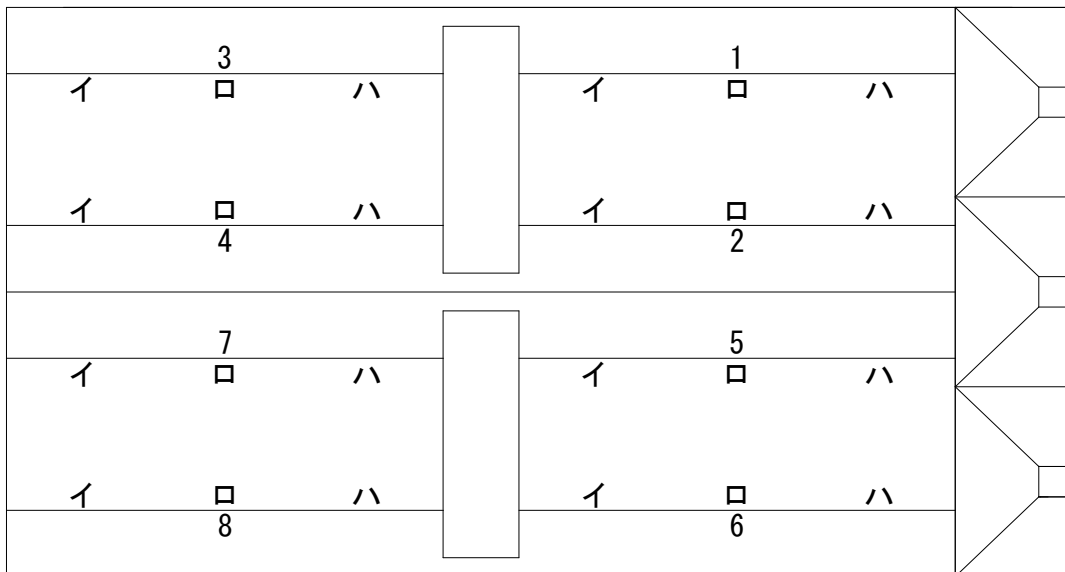 3 1
イ ロ ハ イ ロ ハ
イ ロ ハ イ ロ ハ
4 2
7 5
イ ロ ハ イ ロ ハ
イ ロ ハ イ ロ ハ
8 6